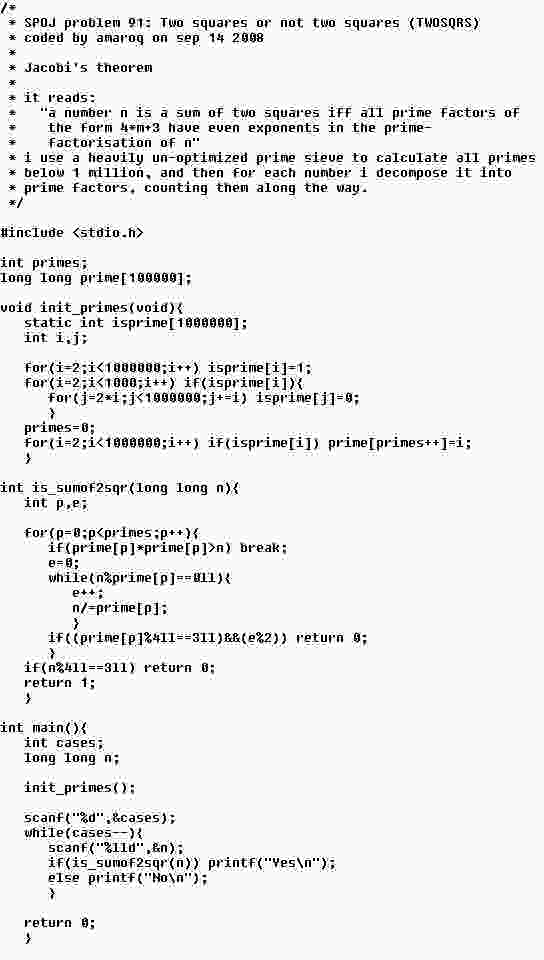 /*
 * SPOJ problem 91: Two squares or not two squares (TWOSQRS)
 * coded by amaroq on sep 14 2008
 *
 * Jacobi's theorem
 *
 * it reads:
 *   "a number n is a sum of two squares iff all prime factors of
 *    the form 4*m+3 have even exponents in the prime-
 *    factorisation of n"
 * i use a heavily un-optimized prime sieve to calculate all primes
 * below 1 million, and then for each number i decompose it into
 * prime factors, counting them along the way.
 */

#include <stdio.h>

int primes;
long long prime[100000];

void init_primes(void){
   static int isprime[1000000];
   int i,j;

   for(i=2;i<1000000;i++) isprime[i]=1;
   for(i=2;i<1000;i++) if(isprime[i]){
      for(j=2*i;j<1000000;j+=i) isprime[j]=0;
      }
   primes=0;
   for(i=2;i<1000000;i++) if(isprime[i]) prime[primes++]=i;
   }

int is_sumof2sqr(long long n){
   int p,e;

   for(p=0;p<primes;p++){
      if(prime[p]*prime[p]>n) break;
      e=0;
      while(n%prime[p]==0ll){
         e++;
         n/=prime[p];
         }
      if((prime[p]%4ll==3ll)&&(e%2)) return 0;
      }
   if(n%4ll==3ll) return 0;
   return 1;
   }

int main(){
   int cases;
   long long n;

   init_primes();

   scanf("%d",&cases);
   while(cases--){
      scanf("%lld",&n);
      if(is_sumof2sqr(n)) printf("Yes\n");
      else printf("No\n");
      }

   return 0;
   }